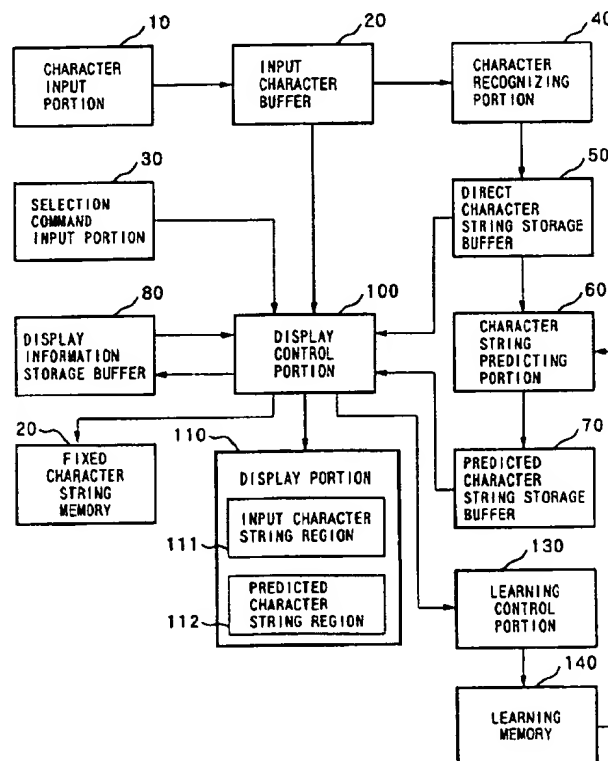 10
CHARACTER
INPUT
PORTION
20
INPUT
CHARACTER
BUFFER
40
CHARACTER
RECOGNIZING
PORTION
30
SELECTION
COMMAND
INPUT PORTION
50
DIRECT
CHARACTER
STRING STORAGE
BUFFER
80
DISPLAY
INFORMATION
STORAGE BUFFER
100
DISPLAY
CONTROL
PORTION
60
CHARACTER
STRING
PREDICTING
PORTION
20
FIXED
CHARACTER
STRING
MEMORY
110
DISPLAY PORTION
INPUT CHARACTER
STRING REGION
111
PREDICTED
CHARACTER
STRING REGION
112
70
PREDICTED
CHARACTER
STRING STORAGE
BUFFER
130
LEARNING
CONTROL
PORTION
140
LEARNING
MEMORY